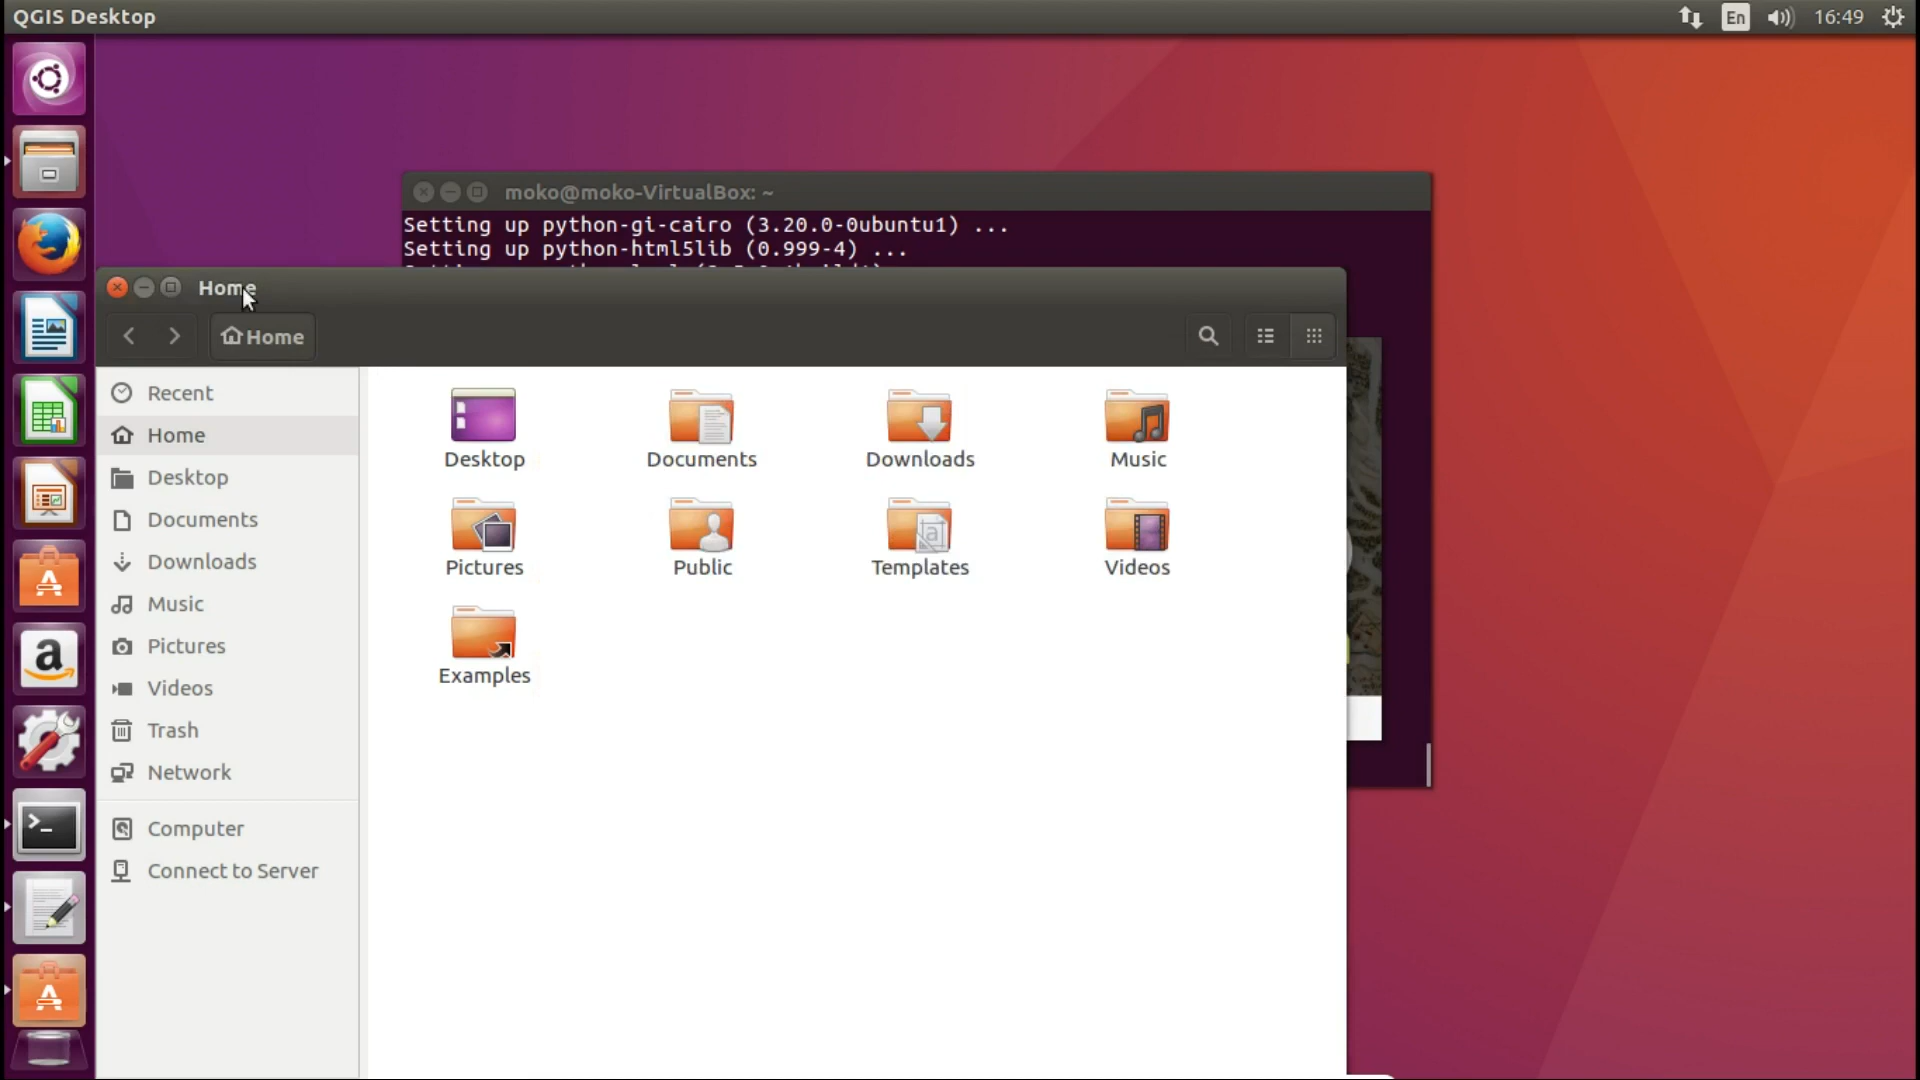 QGIS Desktop
En
16:49
moko@moko-VirtualBox: ~
Setting up python-gi-cairo (3.20.0-0ubuntu1) ...
Setting up python-html5lib (0.999-4) ...
Home
Home
Recent
Home
Desktop
Documents
Downloads
Music
Pictures
Videos
Trash
Network
Computer
Connect to Server
Desktop
Documents
Downloads
Music
Pictures
Public
Templates
Videos
Examples